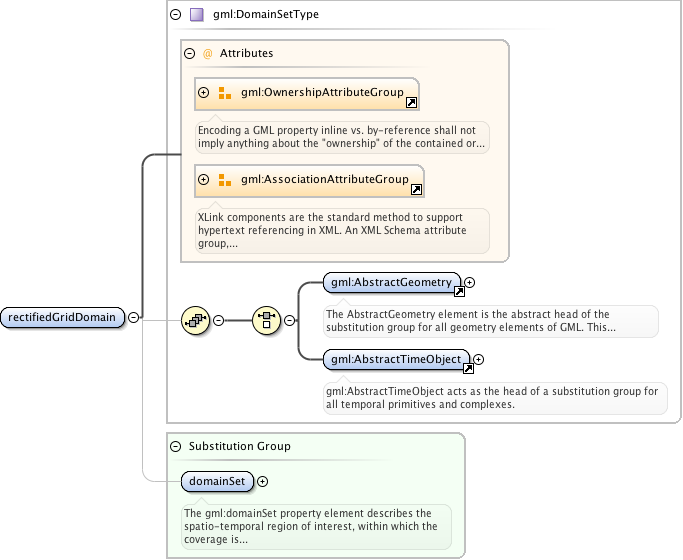 gml:DomainSetType
@ Attributes
gml:OwnershipAttributeGroup
Encoding a GML property inline vs. by-reference shall not
imply anything about the "ownership" of the contained or...
gml:AssociationAttributeGroup
XLink components are the standard method to support
hypertext referencing in XML. An XML Schema attribute
group,...
rectifiedGridDomain
gml:AbstractGeometry
The AbstractGeometry element is the abstract head of the
substitution group for all geometry elements of GML. This...
gml:AbstractTimeObject
gml:AbstractTimeObject acts as the head of a substitution group for
all temporal primitives and complexes.
Substitution Group
domainSet
The gml:domainSet property element describes the
spatio-temporal region of interest, within which the
coverage is...